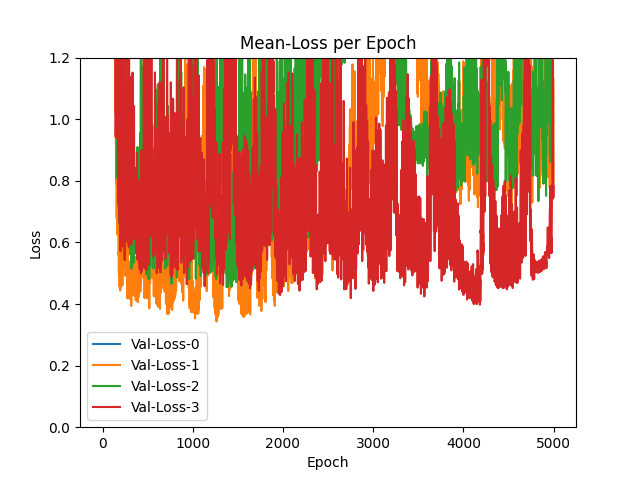 Mean-Loss per Epoch
1.2
1.0
0.8
0.6
0.4
0.2
0.0
Loss
Val-Loss-0
Val-Loss-1
Val-Loss-2
Val-Loss-3
0 1000 2000 3000 4000 5000
Epoch